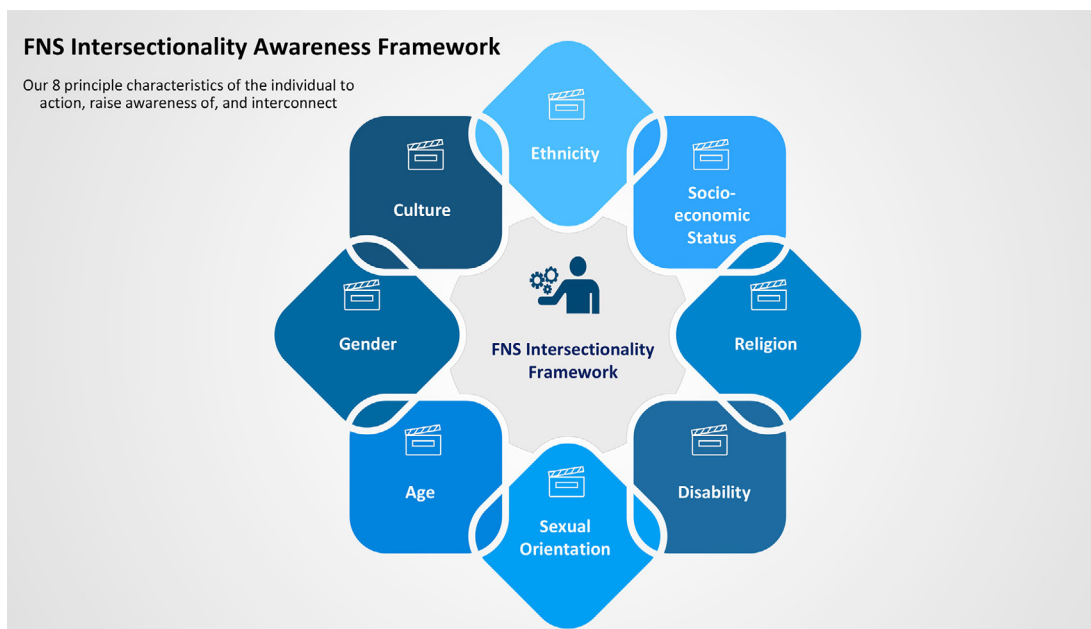 FNS Intersectionality Awareness Framework
Our 8 principle characteristics of the individual to
action, raise awareness of, and interconnect
Ethnicity
Culture
Socio-
economic
Status
Gender
FNS Intersectionality
Framework
Religion
Age
Sexual
Orientation
Disability